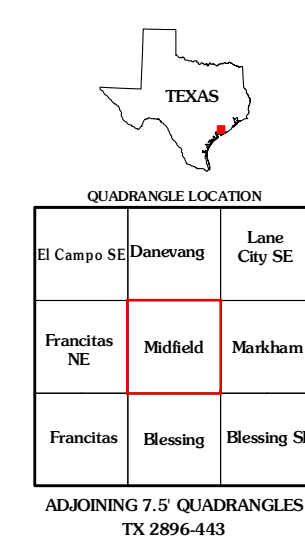 TEXAS
QUADRANGLE LOCATION
El Campo SE
Danevang
Lane
City SE
Francitas
NE
Midfield
Markham
Francitas
Blessing
Blessing S
ADJOINING 7.5' QUADRANGLES
TX 2896-443